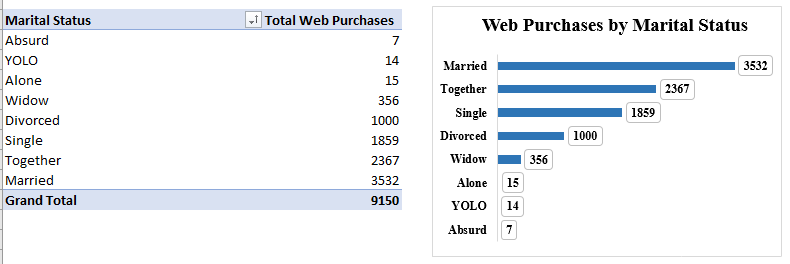 Marital Status Total Web Purchases
Absurd 7
YOLO 14
Alone 15
Widow 356
Divorced 1000
Single 1859
Together 2367
Married 3532
Grand Total 9150
Web Purchases by Marital Status
Married 3532
Together 2367
Single 1859
Divorced 1000
Widow 356
Alone 15
YOLO 14
Absurd 7